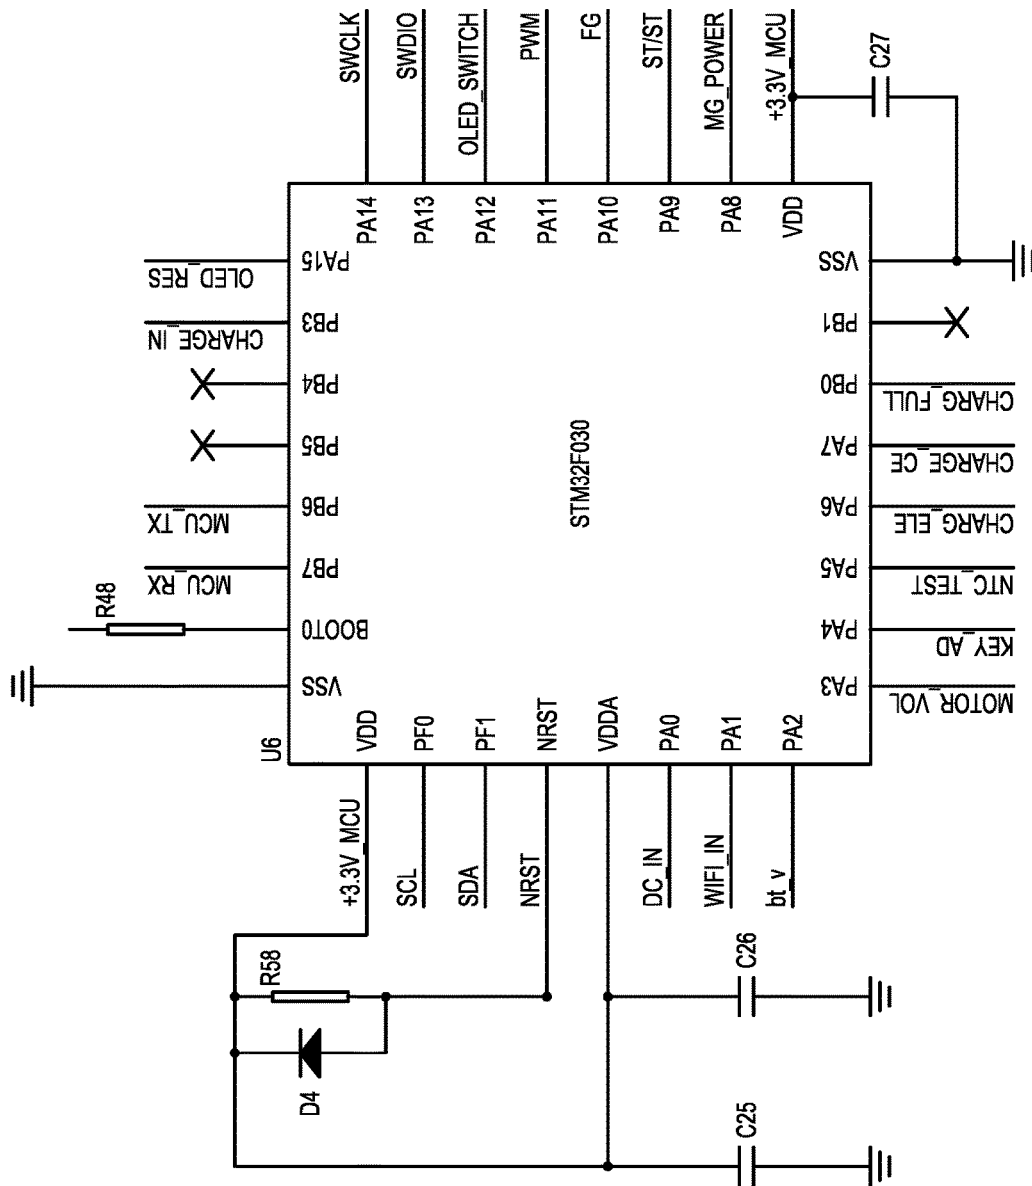 SWCLK
SWDIO
OLED_SWITCH
PWM
FG
ST/ST
MG_POWER
+3.3V_MCU
C27
PA14
PA13
PA12
PA11
PA10
PA9
PA8
VDD
OLED_RES
PA15
CHARGE_IN
PB3
PB4
PB5
MCU_TX
PB6
MCU_RX
PB7
R48
BOOT0
VSS
VSS
PB1
PB0
CHARG_FULL
PA7
CHARGE_CE
PA6
CHARG_ELE
PA5
NTC_TEST
PA4
KEY_AD
PA3
MOTOR_VOL
STM32F030
U6
VDD
PF0
PF1
NRST
VDDA
PA0
PA1
PA2
+3.3V_MCU
SCL
SDA
NRST
DC_IN
WIFI_IN
bt_v
R58
D4
C26
C25